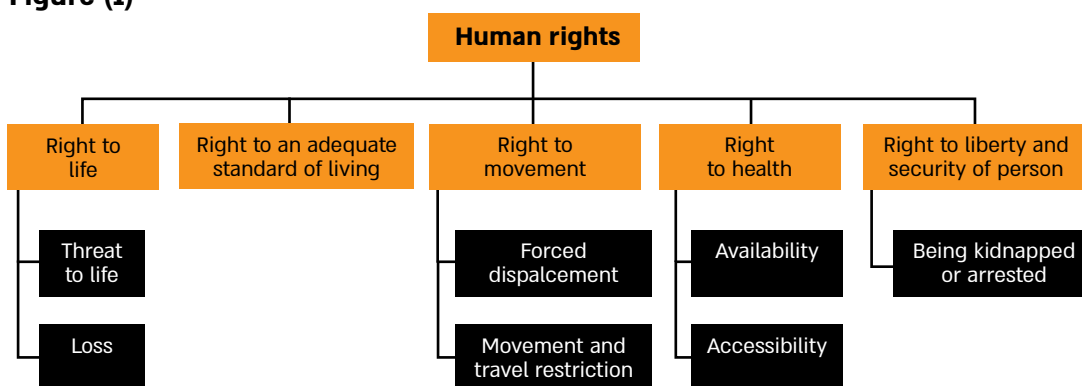 Figure (1)
Human rights
Right to
life
Right to an adequate
standard of living
Right to
movement
Right
to health
Right to liberty and
security of person
Threat
to life
Forced
dispalcement
Availability
Being kidnapped
or arrested
Loss
Movement and
travel restriction
Accessibility